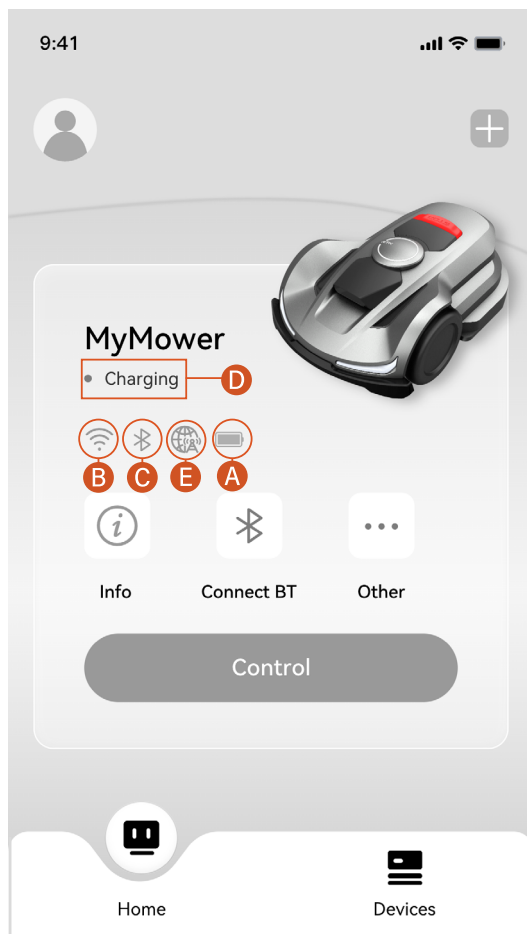 9:41
MyMower
Charging
D
B C E A
Info Connect BT Other
Control
Home Devices